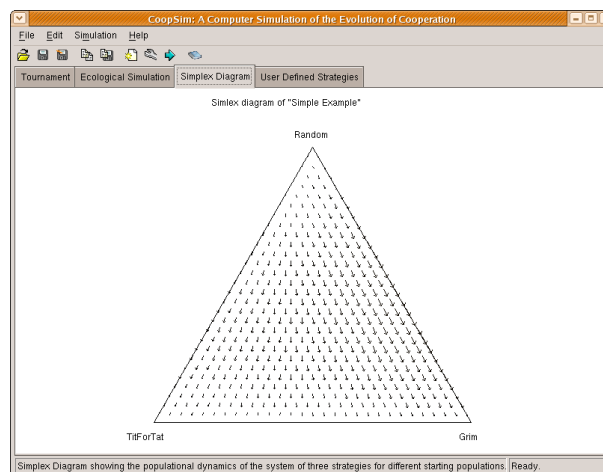 CoopSim: A Computer Simulation of the Evolution of Cooperation
File Edit Simulation Help
Tournament Ecological Simulation Simplex Diagram User Defined Strategies
Simlex diagram of "Simple Example"
Random
TitForTat Grim
Simplex Diagram showing the populational dynamics of the system of three strategies for different starting populations. Ready.